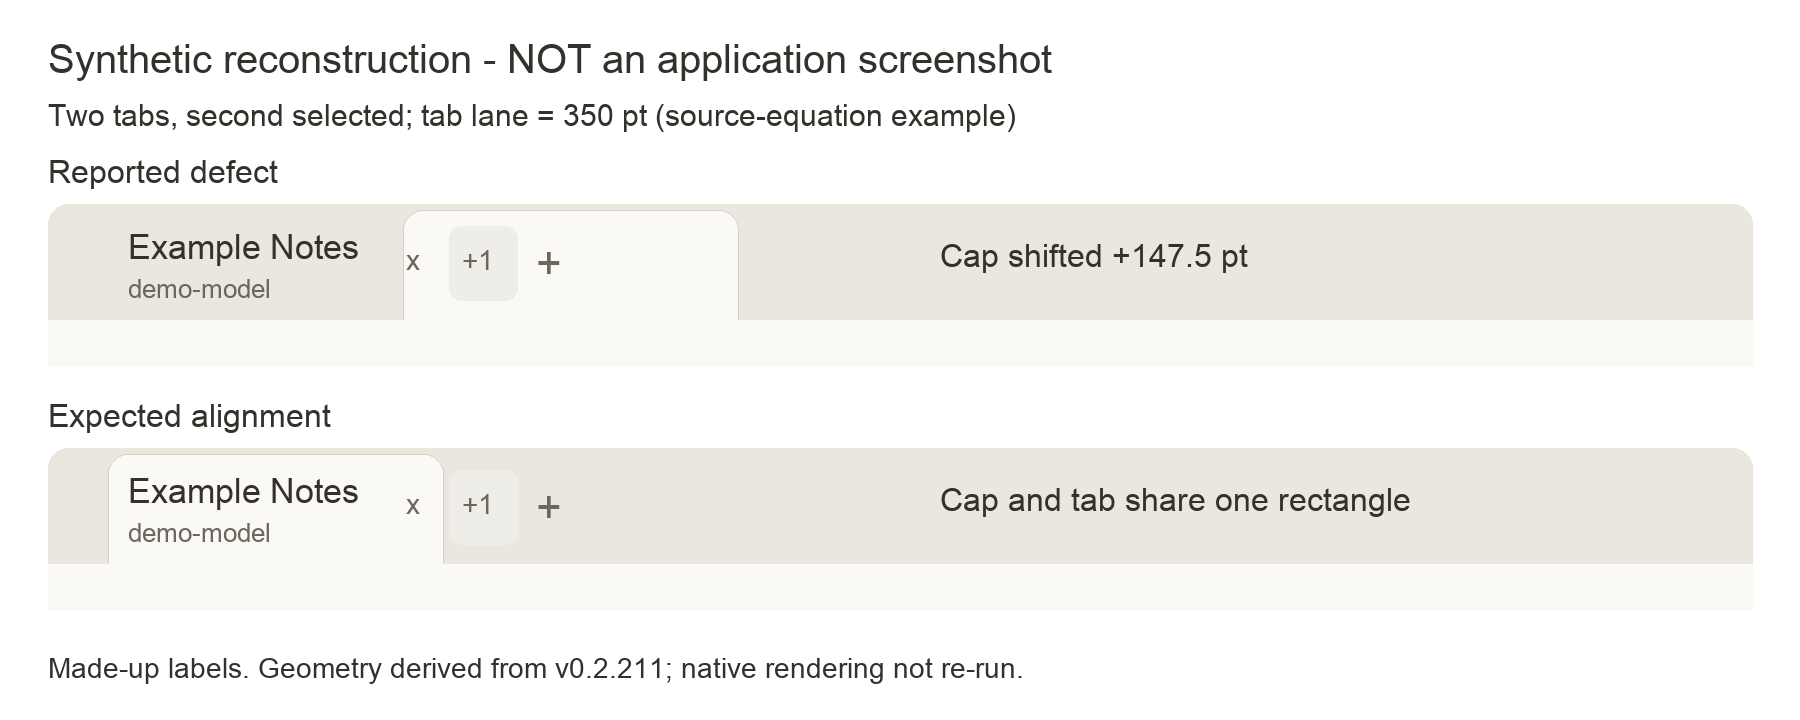 Synthetic reconstruction - NOT an application screenshot
Two tabs, second selected; tab lane = 350 pt (source-equation example)
Reported defect
Example Notes x +1 + Cap shifted +147.5 pt
demo-model
Expected alignment
Example Notes x +1 + Cap and tab share one rectangle
demo-model
Made-up labels. Geometry derived from v0.2.211; native rendering not re-run.